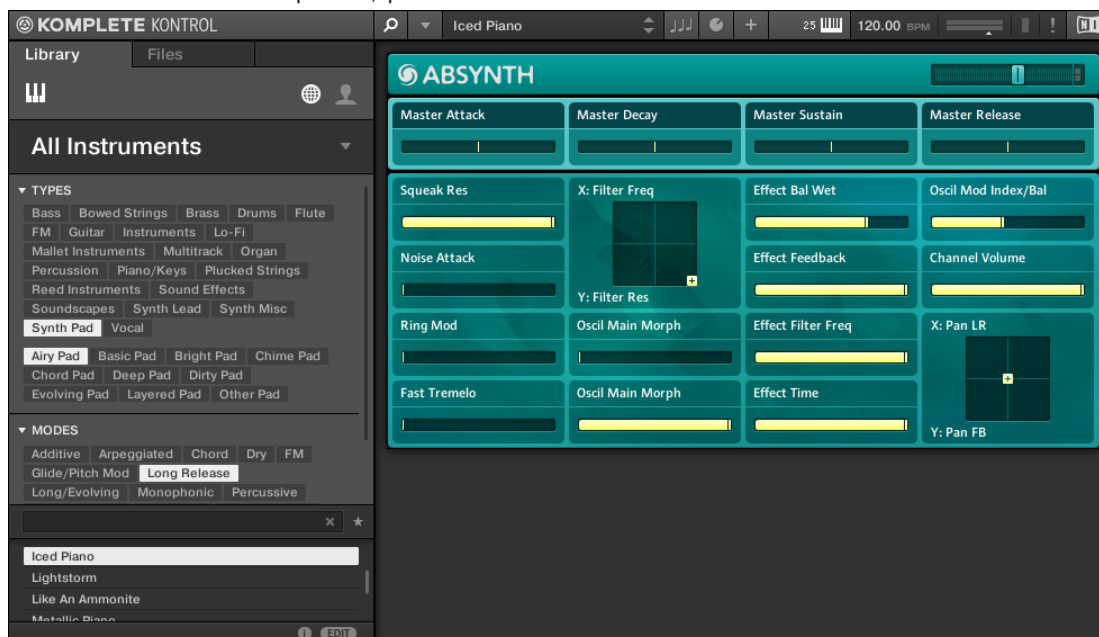 KOMPLETE KONTROL
Iced Piano
25
120.00 BPM
Library Files
All Instruments
TYPES
Bass Bowed Strings Brass Drums Flute
FM Guitar Instruments Lo-Fi
Mallet Instruments Multitrack Organ
Percussion Piano/Keys Plucked Strings
Reed Instruments Sound Effects
Soundscapes Synth Lead Synth Misc
Synth Pad Vocal
Airy Pad Basic Pad Bright Pad Chime Pad
Chord Pad Deep Pad Dirty Pad
Evolving Pad Layered Pad Other Pad
MODES
Additive Arpeggiated Chord Dry FM
Glide/Pitch Mod Long Release
Long/Evolving Monophonic Percussive
Iced Piano
Lightstorm
Like An Ammonite
Metallic Piano
EDIT
ABSYNTH
Master Attack Master Decay Master Sustain Master Release
Squeak Res X: Filter Freq Effect Bal Wet Oscil Mod Index/Bal
Noise Attack Effect Feedback Channel Volume
Y: Filter Res
Ring Mod Oscil Main Morph Effect Filter Freq X: Pan LR
Fast Tremelo Oscil Main Morph Effect Time
Y: Pan FB